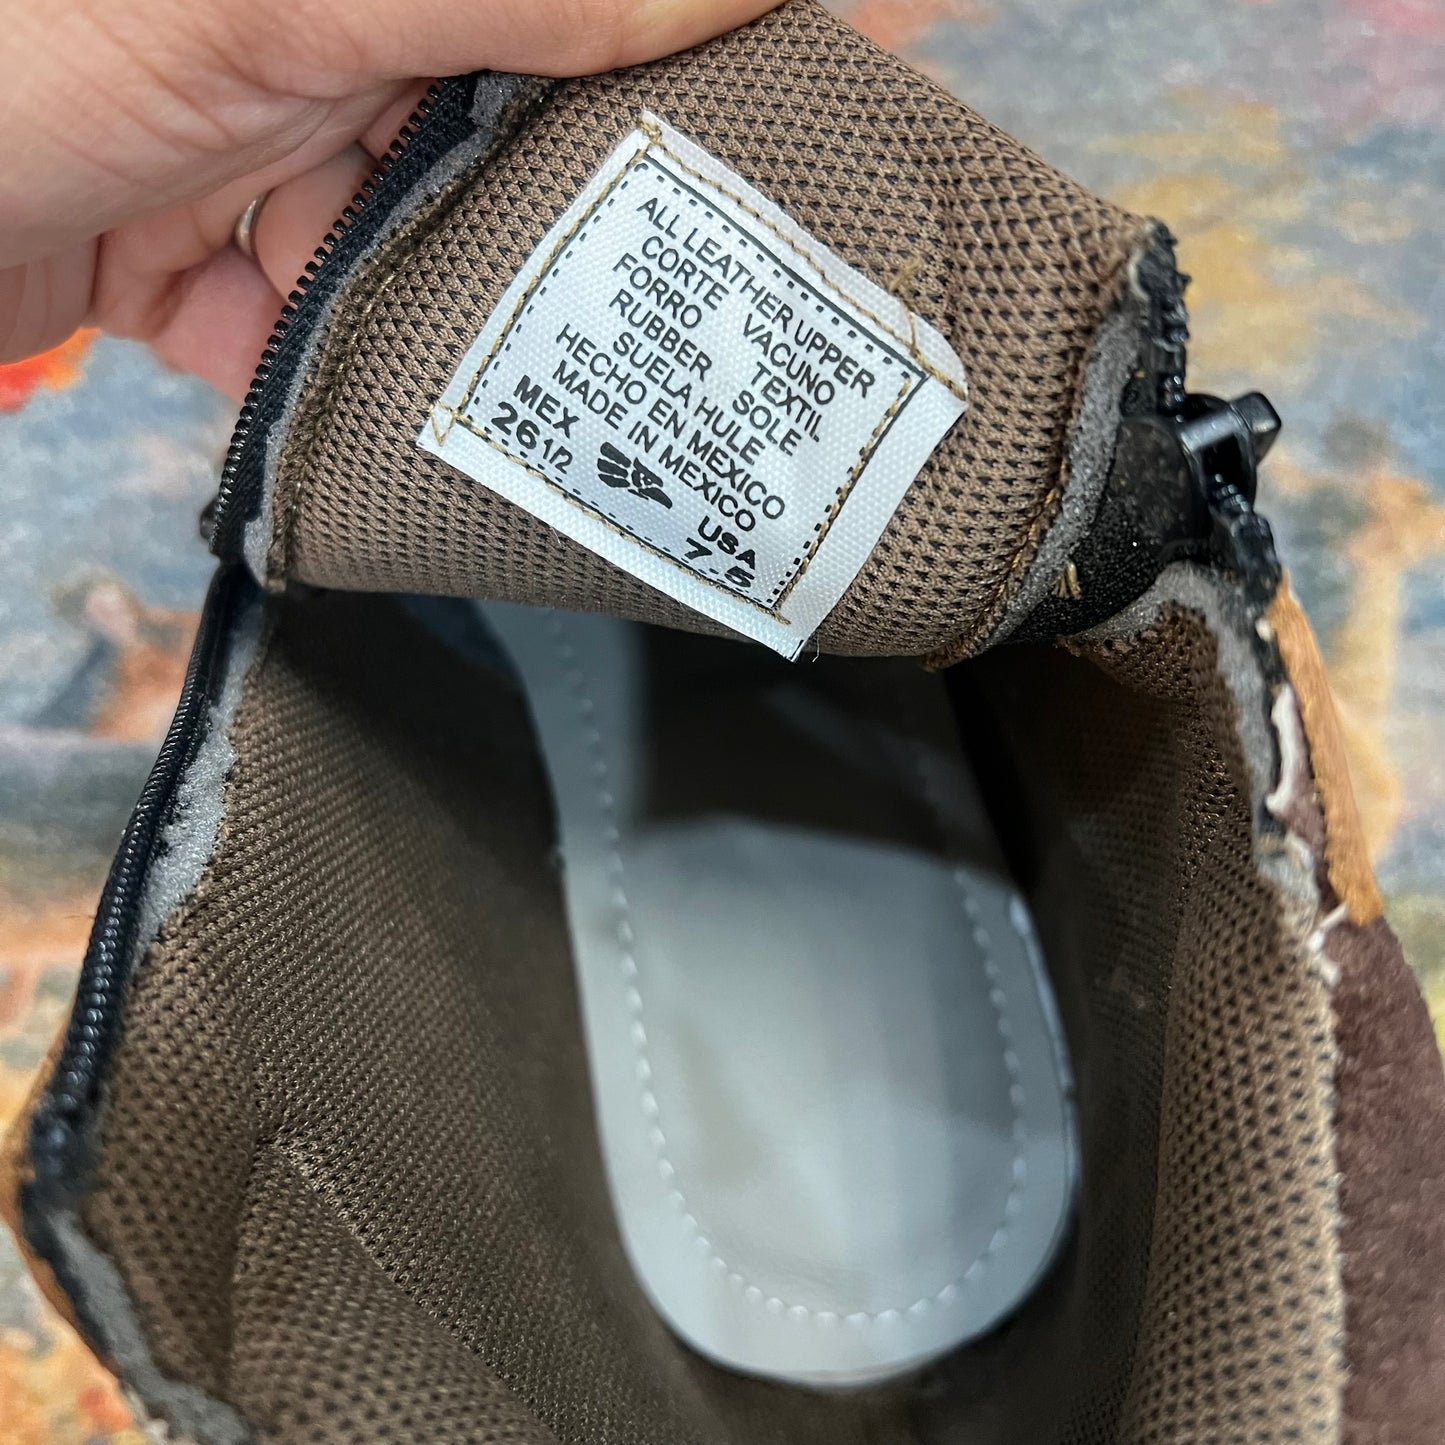 ALL LEATHER UPPER
CORTE VACUNO
FORRO TEXTIL
RUBBER SOLE
SUELA HULE
HECHO EN MEXICO
MADE IN MEXICO
MEX USA
26 1/2 7.5